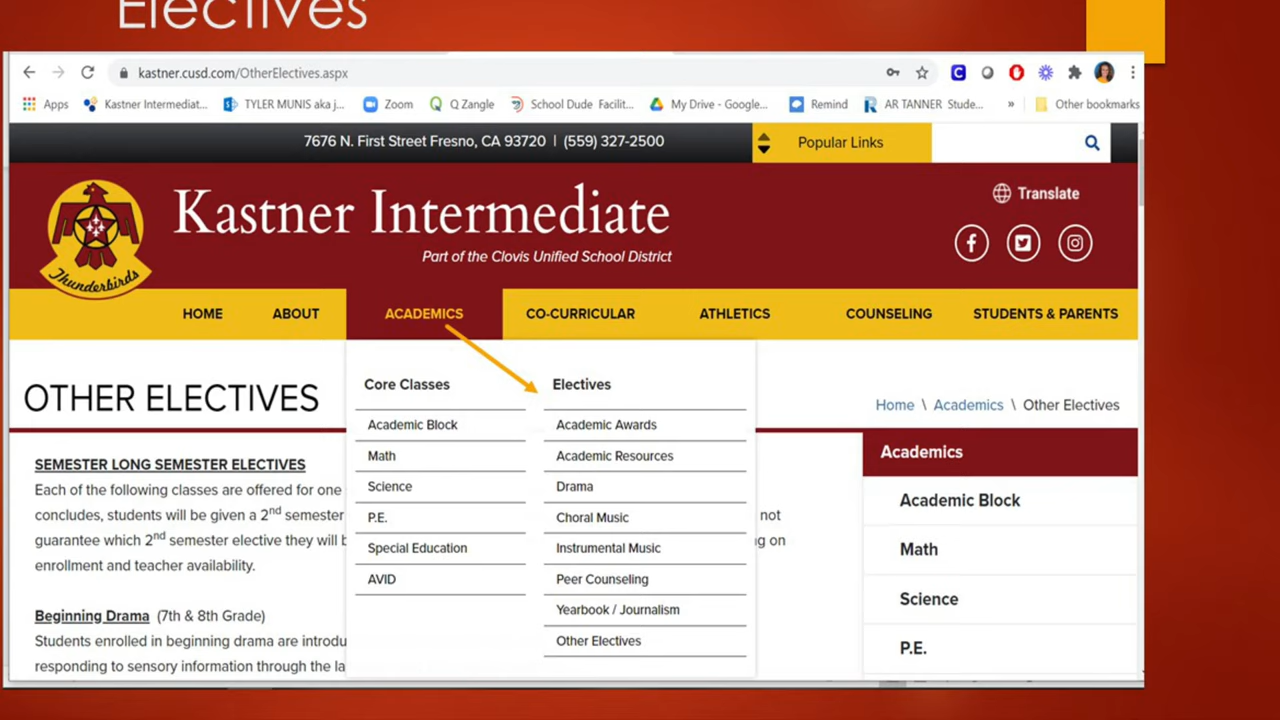 Electives
kastner.cusd.com/OtherElectives.aspx
Apps Kastner Intermediat... TYLER MUNIS aka j... Zoom Q Zangle School Dude Facilit... My Drive - Google... Remind AR TANNER Stude... » Other bookmarks
7676 N. First Street Fresno, CA 93720 | (559) 327-2500 Popular Links
Thunderbirds
Kastner Intermediate
Part of the Clovis Unified School District
Translate
HOME ABOUT ACADEMICS CO-CURRICULAR ATHLETICS COUNSELING STUDENTS & PARENTS
OTHER ELECTIVES
Home \ Academics \ Other Electives
Core Classes
Academic Block
Math
Science
P.E.
Special Education
AVID
Electives
Academic Awards
Academic Resources
Drama
Choral Music
Instrumental Music
Peer Counseling
Yearbook / Journalism
Other Electives
SEMESTER LONG SEMESTER ELECTIVES
Each of the following classes are offered for one
concludes, students will be given a 2nd semester not
guarantee which 2nd semester elective they will on
enrollment and teacher availability.
Beginning Drama (7th & 8th Grade)
Students enrolled in beginning drama are
responding to sensory information through the
Academics
Academic Block
Math
Science
P.E.